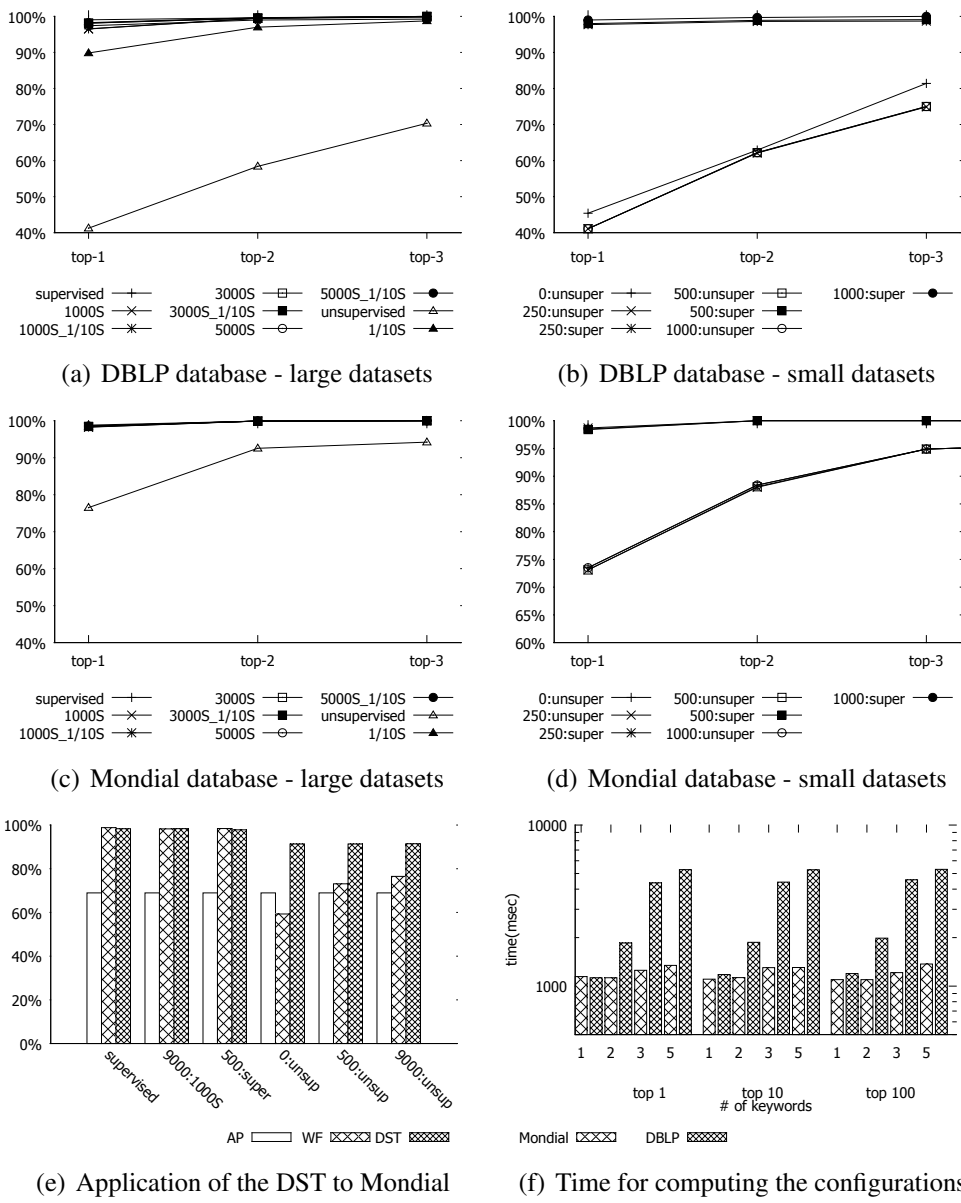 100%
90%
80%
70%
60%
50%
40%
top-1 top-2 top-3
supervised 3000S 5000S_1/10S
1000S 3000S_1/10S unsupervised
1000S_1/10S 5000S 1/10S
(a) DBLP database - large datasets
100%
90%
80%
70%
60%
50%
40%
top-1 top-2 top-3
0:unsuper 500:unsuper 1000:super
250:unsuper 500:super
250:super 1000:unsuper
(b) DBLP database - small datasets
100%
90%
80%
70%
60%
50%
40%
top-1 top-2 top-3
supervised 3000S 5000S_1/10S
1000S 3000S_1/10S unsupervised
1000S_1/10S 5000S 1/10S
(c) Mondial database - large datasets
100%
95%
90%
85%
80%
75%
70%
65%
60%
top-1 top-2 top-3
0:unsuper 500:unsuper 1000:super
250:unsuper 500:super
250:super 1000:unsuper
(d) Mondial database - small datasets
100%
80%
60%
40%
20%
0%
supervised 9000:1000S 500:super 0:unsup 500:unsup 9000:unsup
AP WF DST
(e) Application of the DST to Mondial
10000
1000
time(msec)
1 2 3 5 1 2 3 5 1 2 3 5
top 1 top 10 top 100
# of keywords
Mondial DBLP
(f) Time for computing the configurations